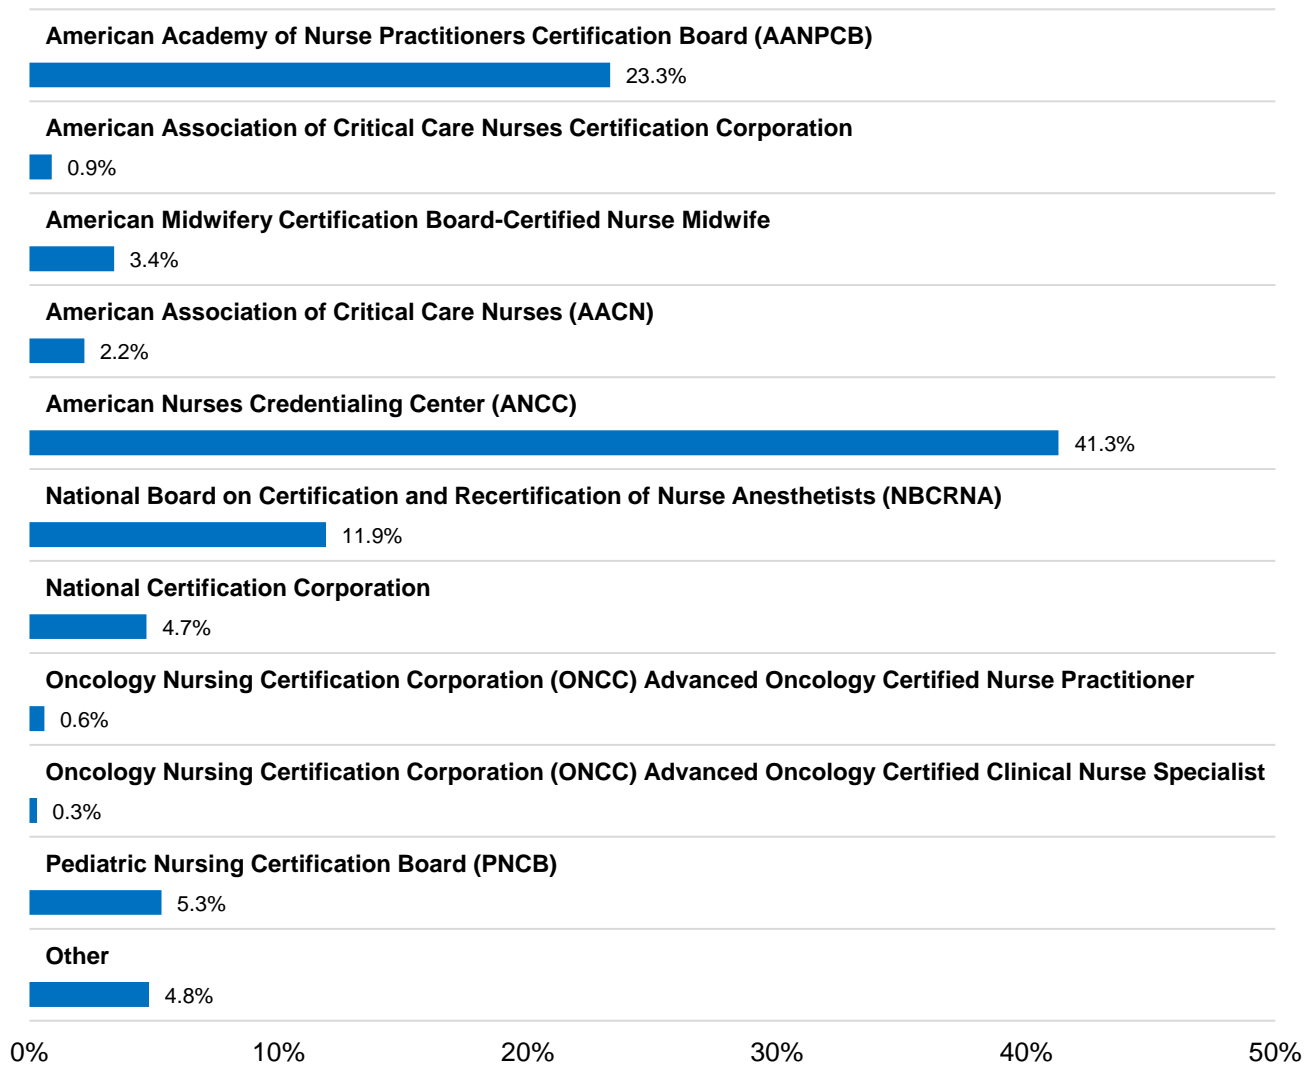 American Academy of Nurse Practitioners Certification Board (AANPCB)
23.3%
American Association of Critical Care Nurses Certification Corporation
0.9%
American Midwifery Certification Board-Certified Nurse Midwife
3.4%
American Association of Critical Care Nurses (AACN)
2.2%
American Nurses Credentialing Center (ANCC)
41.3%
National Board on Certification and Recertification of Nurse Anesthetists (NBCRNA)
11.9%
National Certification Corporation
4.7%
Oncology Nursing Certification Corporation (ONCC) Advanced Oncology Certified Nurse Practitioner
0.6%
Oncology Nursing Certification Corporation (ONCC) Advanced Oncology Certified Clinical Nurse Specialist
0.3%
Pediatric Nursing Certification Board (PNCB)
5.3%
Other
4.8%
0% 10% 20% 30% 40% 50%